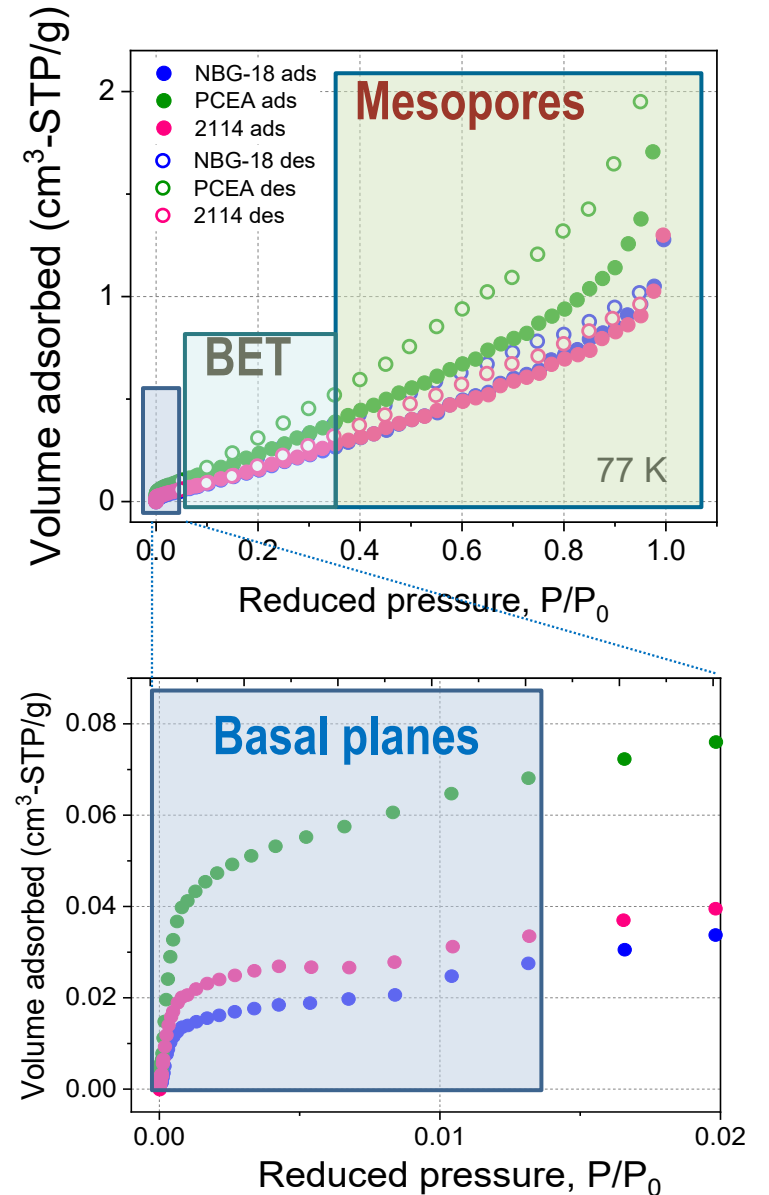 Volume adsorbed (cm³-STP/g)
2
1
0
NBG-18 ads
PCEA ads
2114 ads
NBG-18 des
PCEA des
2114 des
Mesopores
BET
77 K
0.0 0.2 0.4 0.6 0.8 1.0
Reduced pressure, P/P₀
Volume adsorbed (cm³-STP/g)
0.08
0.06
0.04
0.02
0.00
Basal planes
0.00 0.01 0.02
Reduced pressure, P/P₀